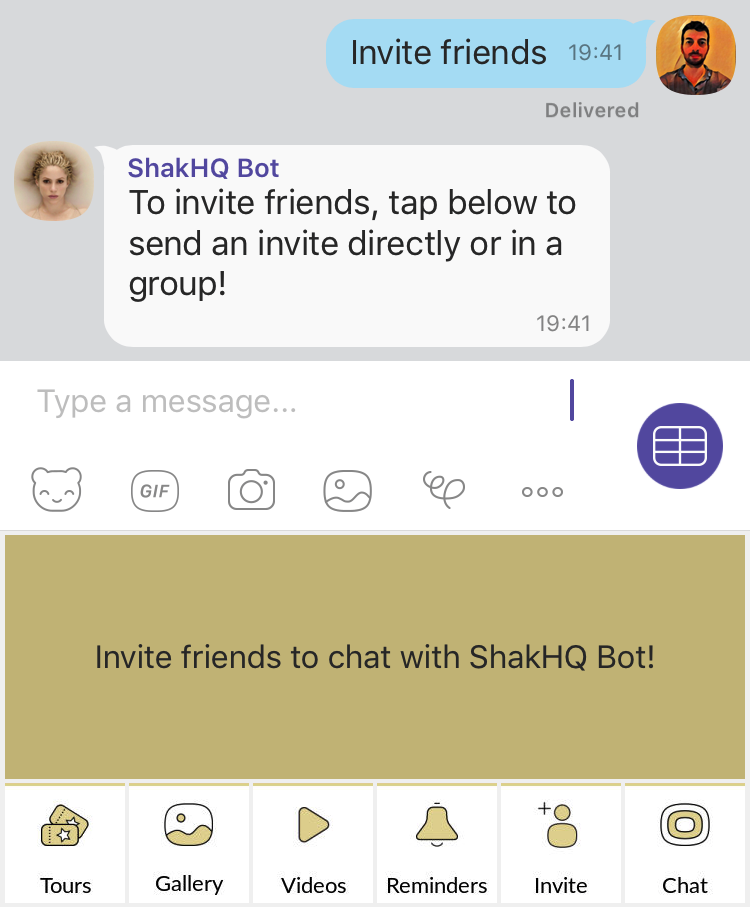 Invite friends 19:41
Delivered
ShakHQ Bot
To invite friends, tap below to
send an invite directly or in a
group!
19:41
Type a message...
GIF
Invite friends to chat with ShakHQ Bot!
Tours Gallery Videos Reminders Invite Chat